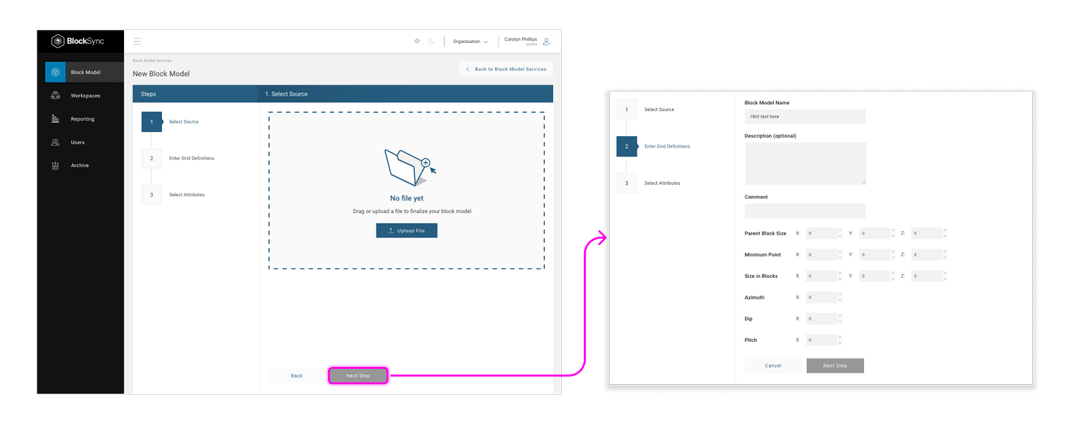 BlockSync
Organisation
Carolyn Phillips
Block Model Services
New Block Model
Back to Block Model Services
Block Model
Workspaces
Reporting
Users
Archive
Steps
1. Select Source
1 Select Source
2 Enter Grid Definitions
3 Select Attributes
No file yet
Drag or upload a file to finalize your block model
Upload File
Back
Next Step
1 Select Source
2 Enter Grid Definitions
3 Select Attributes
Block Model Name
Hint text here
Description (optional)
Comment
Parent Block Size X: 0 Y: 0 Z: 0
Minimum Point X: 0 Y: 0 Z: 0
Size in Blocks X: 0 Y: 0 Z: 0
Azimuth X: 0
Dip X: 0
Pitch X: 0
Cancel
Next Step